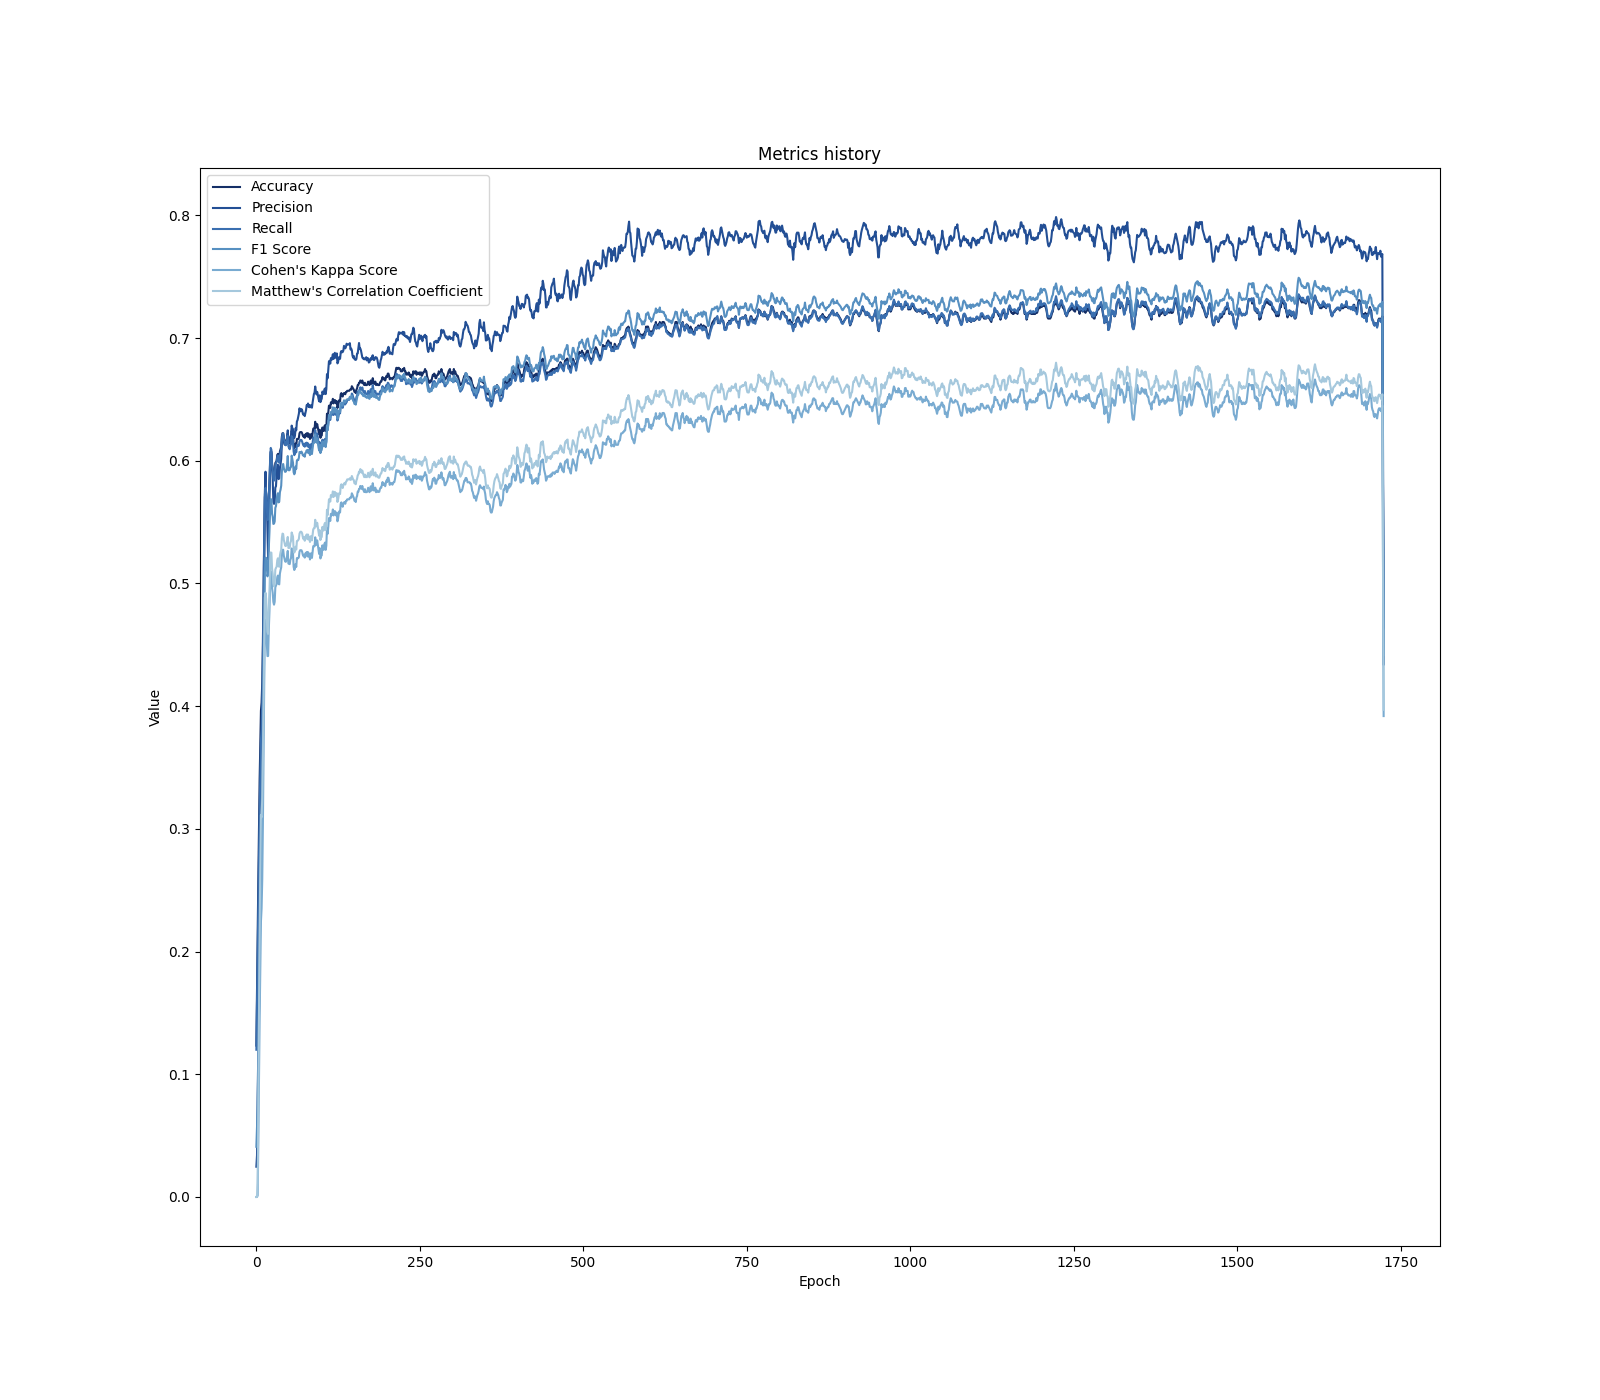 Metrics history
Accuracy
Precision
Recall
F1 Score
Cohen's Kappa Score
Matthew's Correlation Coefficient
0.8
0.7
0.6
0.5
0.4
0.3
0.2
0.1
0.0
Value
0
250
500
750
1000
1250
1500
1750
Epoch